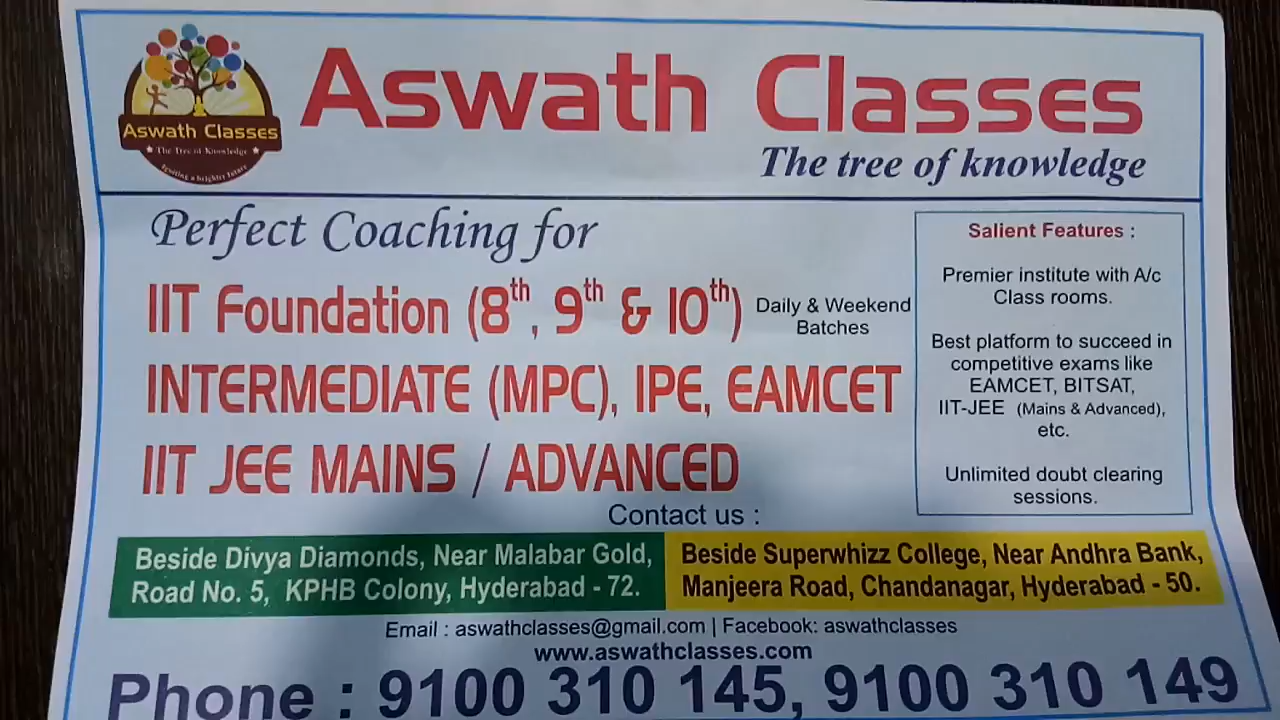 Aswath Classes
The Tree of Knowledge
Igniting a brighter future
Aswath Classes
The tree of knowledge
Perfect Coaching for
IIT Foundation (8th, 9th & 10th) Daily & Weekend
Batches
INTERMEDIATE (MPC), IPE, EAMCET
IIT JEE MAINS / ADVANCED
Salient Features :
Premier institute with A/c
Class rooms.
Best platform to succeed in
competitive exams like
EAMCET, BITSAT,
IIT-JEE (Mains & Advanced),
etc.
Unlimited doubt clearing
sessions.
Contact us :
Beside Divya Diamonds, Near Malabar Gold,
Road No. 5, KPHB Colony, Hyderabad - 72.
Beside Superwhizz College, Near Andhra Bank,
Manjeera Road, Chandanagar, Hyderabad - 50.
Email : aswathclasses@gmail.com | Facebook: aswathclasses
www.aswathclasses.com
Phone : 9100 310 145, 9100 310 149